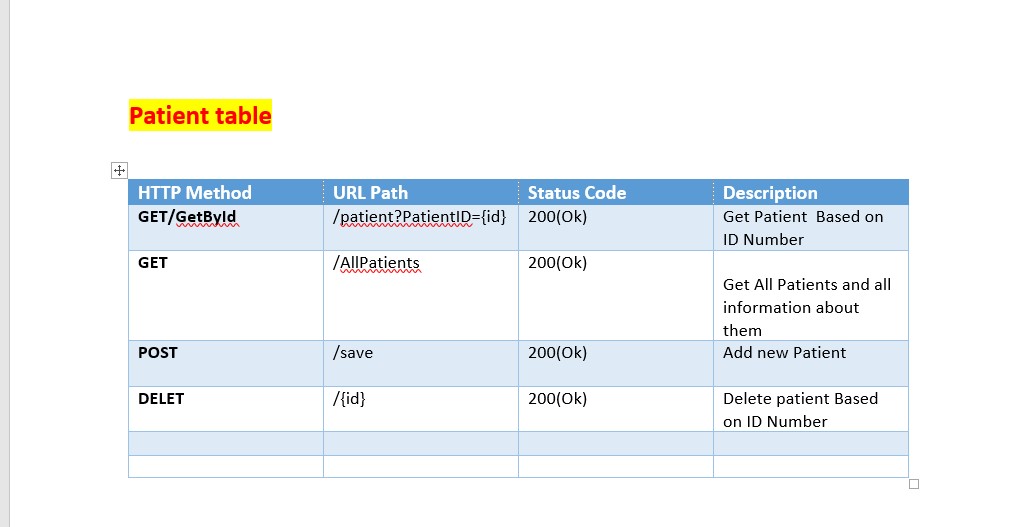 Patient table
HTTP Method URL Path Status Code Description
GET/GetById /patient?PatientID={id} 200(Ok) Get Patient  Based on
ID Number
GET /AllPatients 200(Ok)
Get All Patients and all
information about
them
POST /save 200(Ok) Add new Patient
DELET /{id} 200(Ok) Delete patient Based
on ID Number